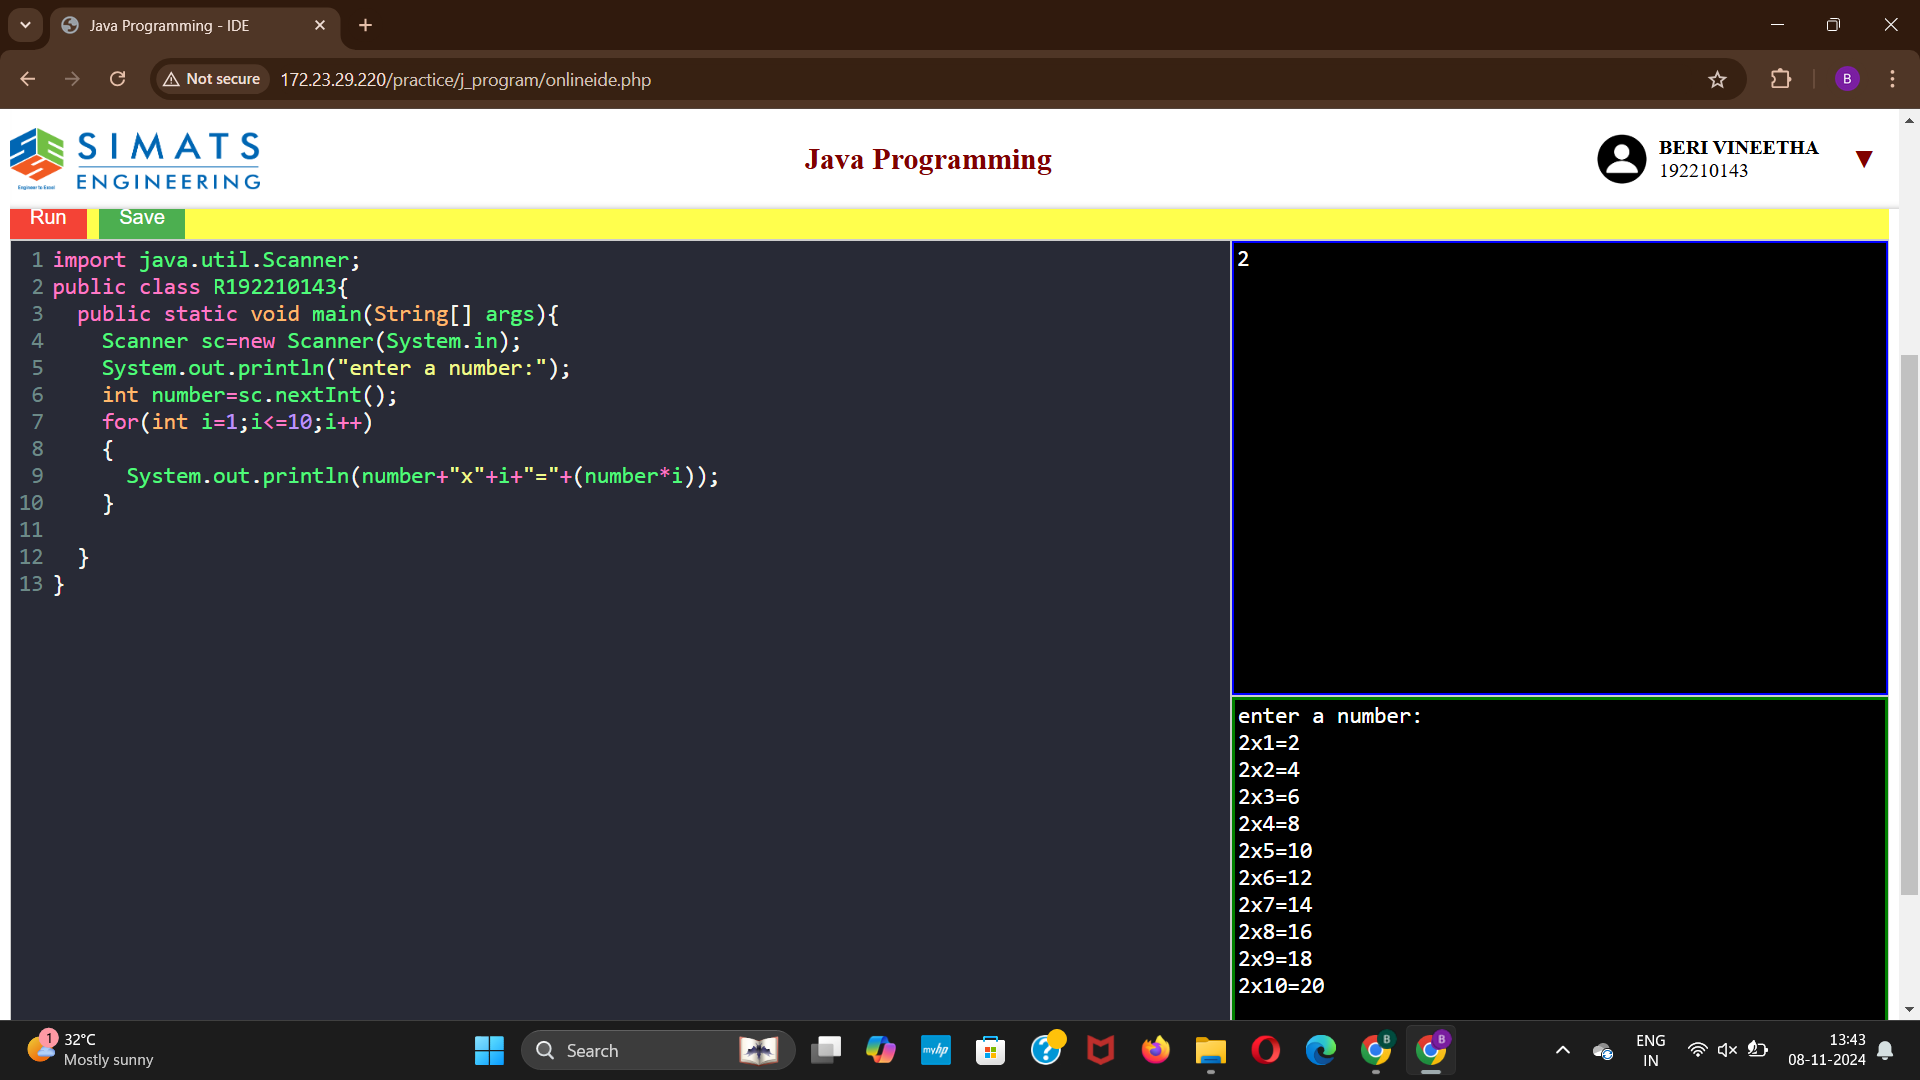 Java Programming - IDE
Not secure
172.23.29.220/practice/j_program/onlineide.php
B
SIMATS
ENGINEERING
Engineer to Excel
Java Programming
BERI VINEETHA
192210143
Run
Save
1 import java.util.Scanner;
2 public class R192210143{
3 public static void main(String[] args){
4 Scanner sc=new Scanner(System.in);
5 System.out.println("enter a number:");
6 int number=sc.nextInt();
7 for(int i=1;i<=10;i++)
8 {
9 System.out.println(number+"x"+i+"="+(number*i));
10 }
11
12 }
13 }
2
enter a number:
2x1=2
2x2=4
2x3=6
2x4=8
2x5=10
2x6=12
2x7=14
2x8=16
2x9=18
2x10=20
1
32°C
Mostly sunny
Search
myhp
B
B
ENG
IN
13:43
08-11-2024